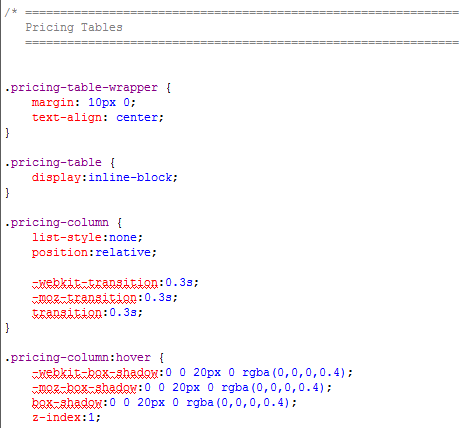 /* ==========================================================
Pricing Tables
==========================================================
.pricing-table-wrapper {
margin: 10px 0;
text-align: center;
}
.pricing-table {
display:inline-block;
}
.pricing-column {
list-style:none;
position:relative;
-webkit-transition:0.3s;
-moz-transition:0.3s;
transition:0.3s;
}
.pricing-column:hover {
-webkit-box-shadow:0 0 20px 0 rgba(0,0,0,0.4);
-moz-box-shadow:0 0 20px 0 rgba(0,0,0,0.4);
box-shadow:0 0 20px 0 rgba(0,0,0,0.4);
z-index:1;